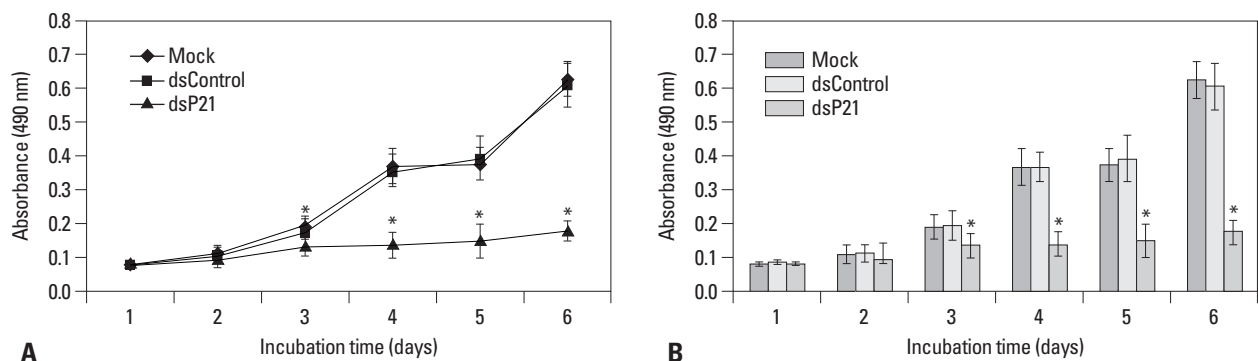 0.8
0.7
0.6
0.5
0.4
0.3
0.2
0.1
0.0
Absorbance (490 nm)
Mock
dsControl
dsP21
*
*
*
*
1 2 3 4 5 6
Incubation time (days)
A
0.8
0.7
0.6
0.5
0.4
0.3
0.2
0.1
0.0
Absorbance (490 nm)
Mock
dsControl
dsP21
*
*
*
*
1 2 3 4 5 6
Incubation time (days)
B